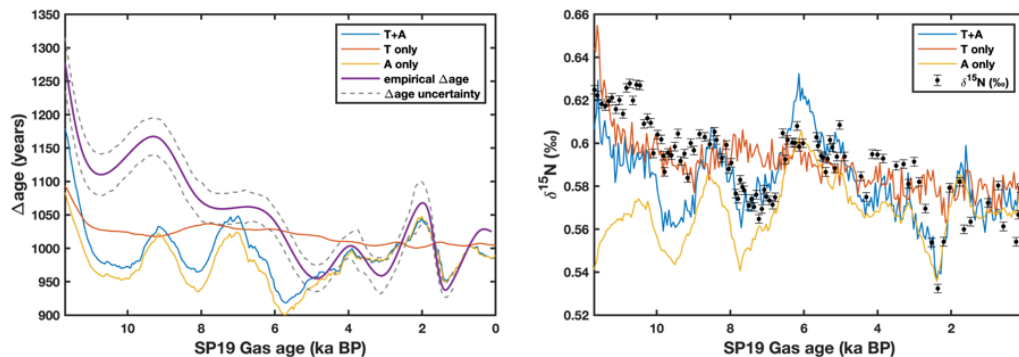 1350
1300
1250
1200
1150
1100
1050
1000
950
900
Δage (years)
10
8
6
4
2
0
SP19 Gas age (ka BP)
T+A
T only
A only
empirical Δage
Δage uncertainty
0.66
0.64
0.62
0.6
0.58
0.56
0.54
0.52
δ¹⁵N (‰)
10
8
6
4
2
SP19 Gas age (ka BP)
T+A
T only
A only
δ¹⁵N (‰)